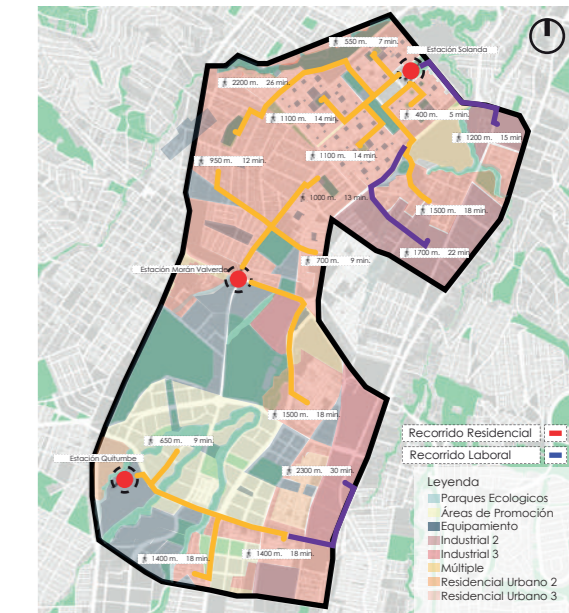 550 m. 7 min.
Estación Solanda
2200 m. 26 min.
1100 m. 14 min.
400 m. 5 min.
1200 m. 15 min.
950 m. 12 min.
1100 m. 14 min.
1000 m. 13 min.
1500 m. 18 min.
1700 m. 22 min.
700 m. 9 min.
Estación Morán Valverde
1500 m. 18 min.
650 m. 9 min.
Estación Quitumbe
2300 m. 30 min.
1400 m. 18 min.
1400 m. 18 min.
Recorrido Residencial
Recorrido Laboral
Leyenda
Parques Ecologicos
Áreas de Promoción
Equipamiento
Industrial 2
Industrial 3
Múltiple
Residencial Urbano 2
Residencial Urbano 3